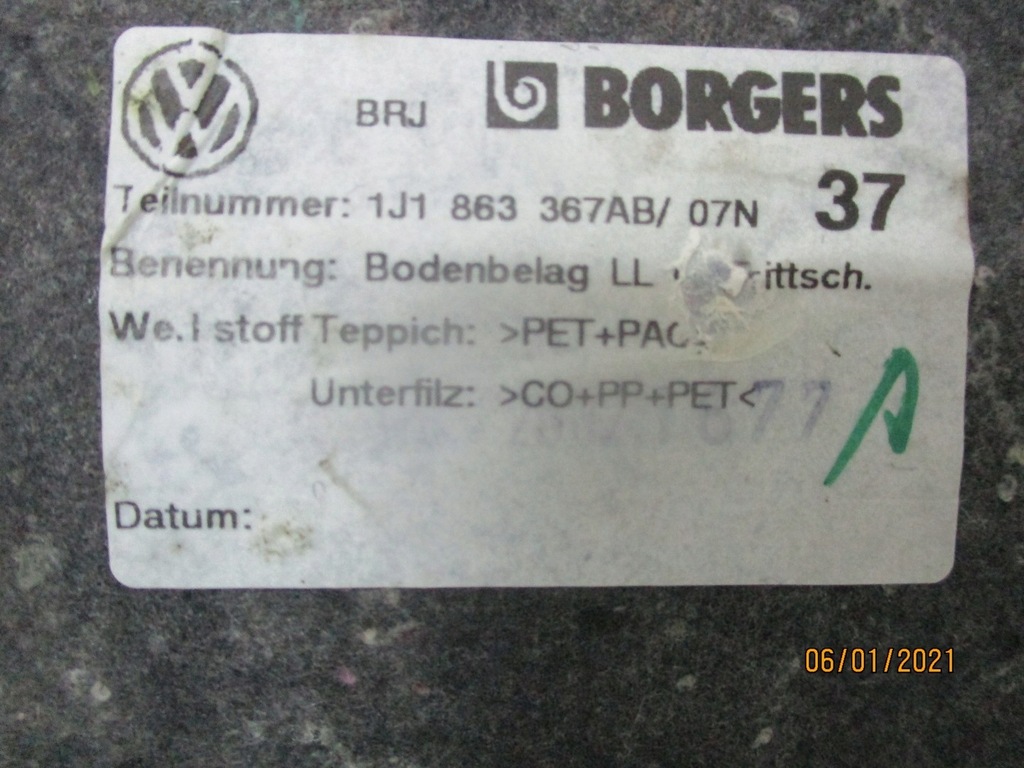 BRJ BORGERS
Teilnummer: 1J1 863 367AB/ 07N 37
Benennung: Bodenbelag LL
Teppich: >PET+PA
Unterfilz: >CO+PP+PET< 77 A
Datum:
06/01/2021